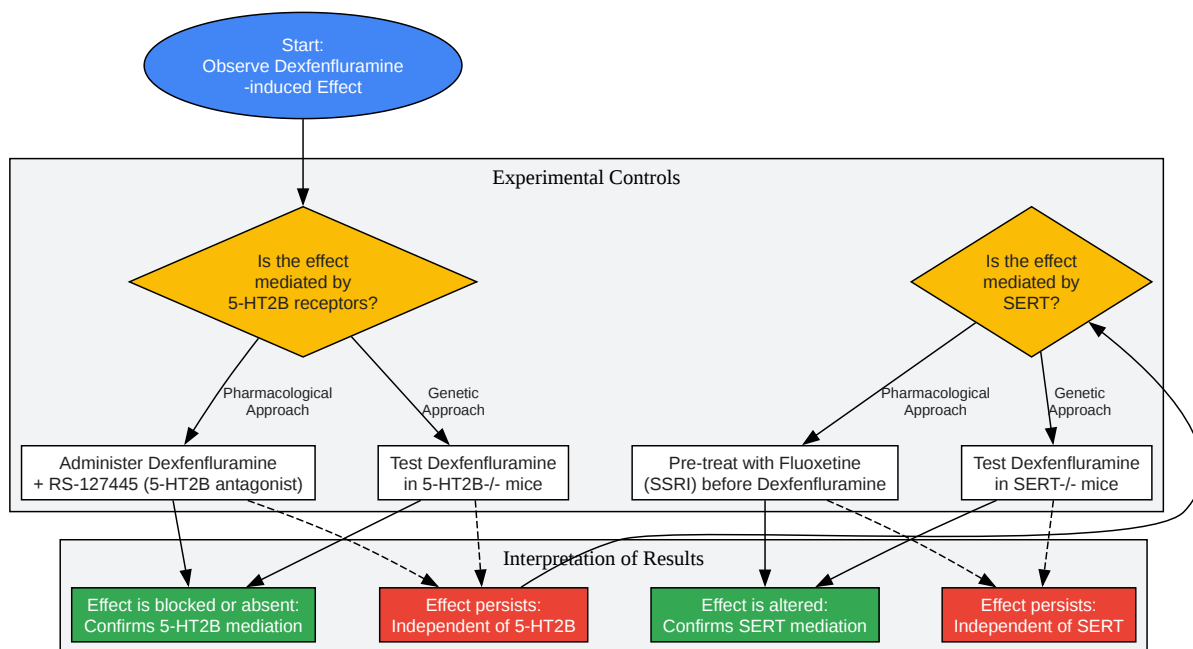 Start:
Observe Dexfenfluramine
-induced Effect
Experimental Controls
Is the effect
mediated by
5-HT2B receptors?
Is the effect
mediated by
SERT?
Pharmacological
Approach
Genetic
Approach
Pharmacological
Approach
Genetic
Approach
Administer Dexfenfluramine
+ RS-127445 (5-HT2B antagonist)
Test Dexfenfluramine
in 5-HT2B-/- mice
Pre-treat with Fluoxetine
(SSRI) before Dexfenfluramine
Test Dexfenfluramine
in SERT-/- mice
Interpretation of Results
Effect is blocked or absent:
Confirms 5-HT2B mediation
Effect persists:
Independent of 5-HT2B
Effect is altered:
Confirms SERT mediation
Effect persists:
Independent of SERT